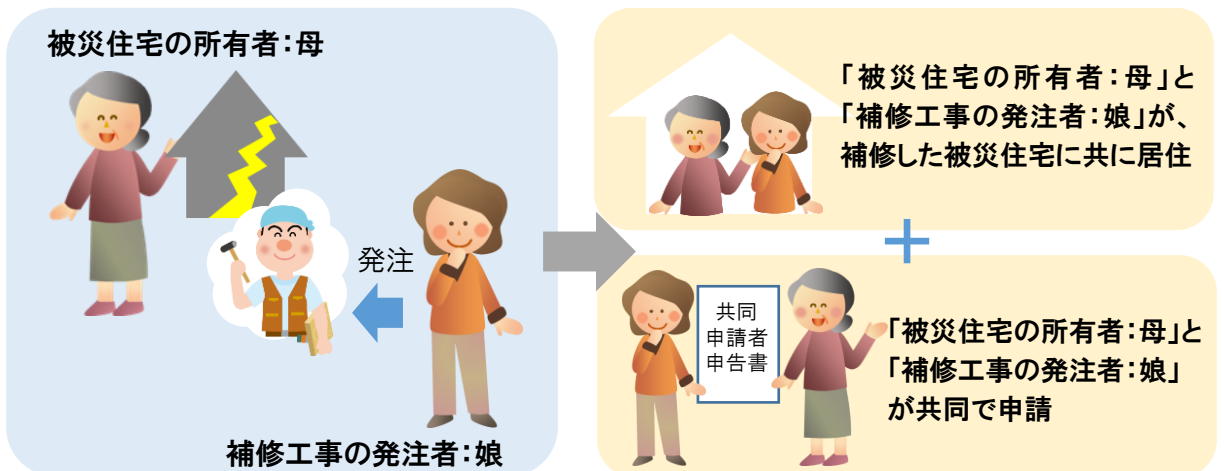 被災住宅の所有者：母
発注
補修工事の発注者：娘
「被災住宅の所有者：母」と
「補修工事の発注者：娘」が、
補修した被災住宅に共に居住
共同
申請者
申告書
「被災住宅の所有者：母」と
「補修工事の発注者：娘」
が共同で申請